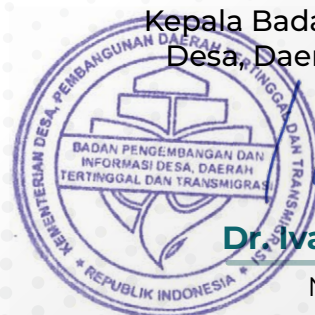 Kepala Bada
Desa, Daer
KEMENTERIAN DESA, PEMBANGUNAN DAERAH TERTINGGAL DAN TRANSMIGRASI
BADAN PENGEMBANGAN DAN
INFORMASI DESA, DAERAH
TERTINGGAL DAN TRANSMIGRASI
★ REPUBLIK INDONESIA ★
Dr. Iva
N